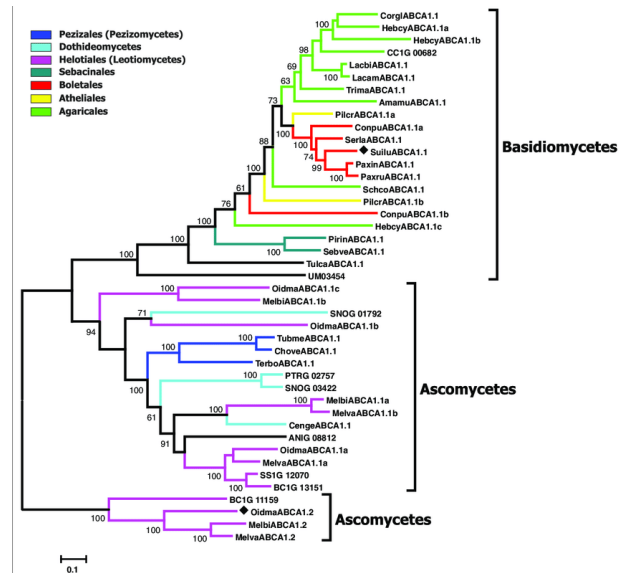 Pezizales (Pezizomycetes)
Dothideomycetes
Helotiales (Leotiomycetes)
Sebacinales
Boletales
Atheliales
Agaricales
CorglABCA1.1
100
HebcyABCA1.1a
100
HebcyABCA1.1b
98
CC1G 00682
69
LacbiABCA1.1
100
LacamABCA1.1
63
TrimaABCA1.1
AmamuABCA1.1
73
PilcrABCA1.1a
100
ConpuABCA1.1a
100
SerlaABCA1.1
88
74
SuiluABCA1.1
Basidiomycetes
99
PaxinABCA1.1
100
PaxruABCA1.1
100
SchcoABCA1.1
61
PilcrABCA1.1b
76
ConpuABCA1.1b
HebcyABCA1.1c
100
PirinABCA1.1
100
SebveABCA1.1
100
TulcaABCA1.1
UM03454
100
OidmaABCA1.1c
MelbiABCA1.1b
94
71
SNOG 01792
OidmaABCA1.1b
100
TubmeABCA1.1
100
ChoveABCA1.1
TerboABCA1.1
100
100
PTRG 02757
SNOG 03422
Ascomycetes
61
100
MelbiABCA1.1a
100
MelvaABCA1.1b
CengeABCA1.1
91
ANIG 08812
OidmaABCA1.1a
MelvaABCA1.1a
100
SS1G 12070
100
BC1G 13151
BC1G 11159
100
OidmaABCA1.2
Ascomycetes
100
MelbiABCA1.2
100
MelvaABCA1.2
0.1